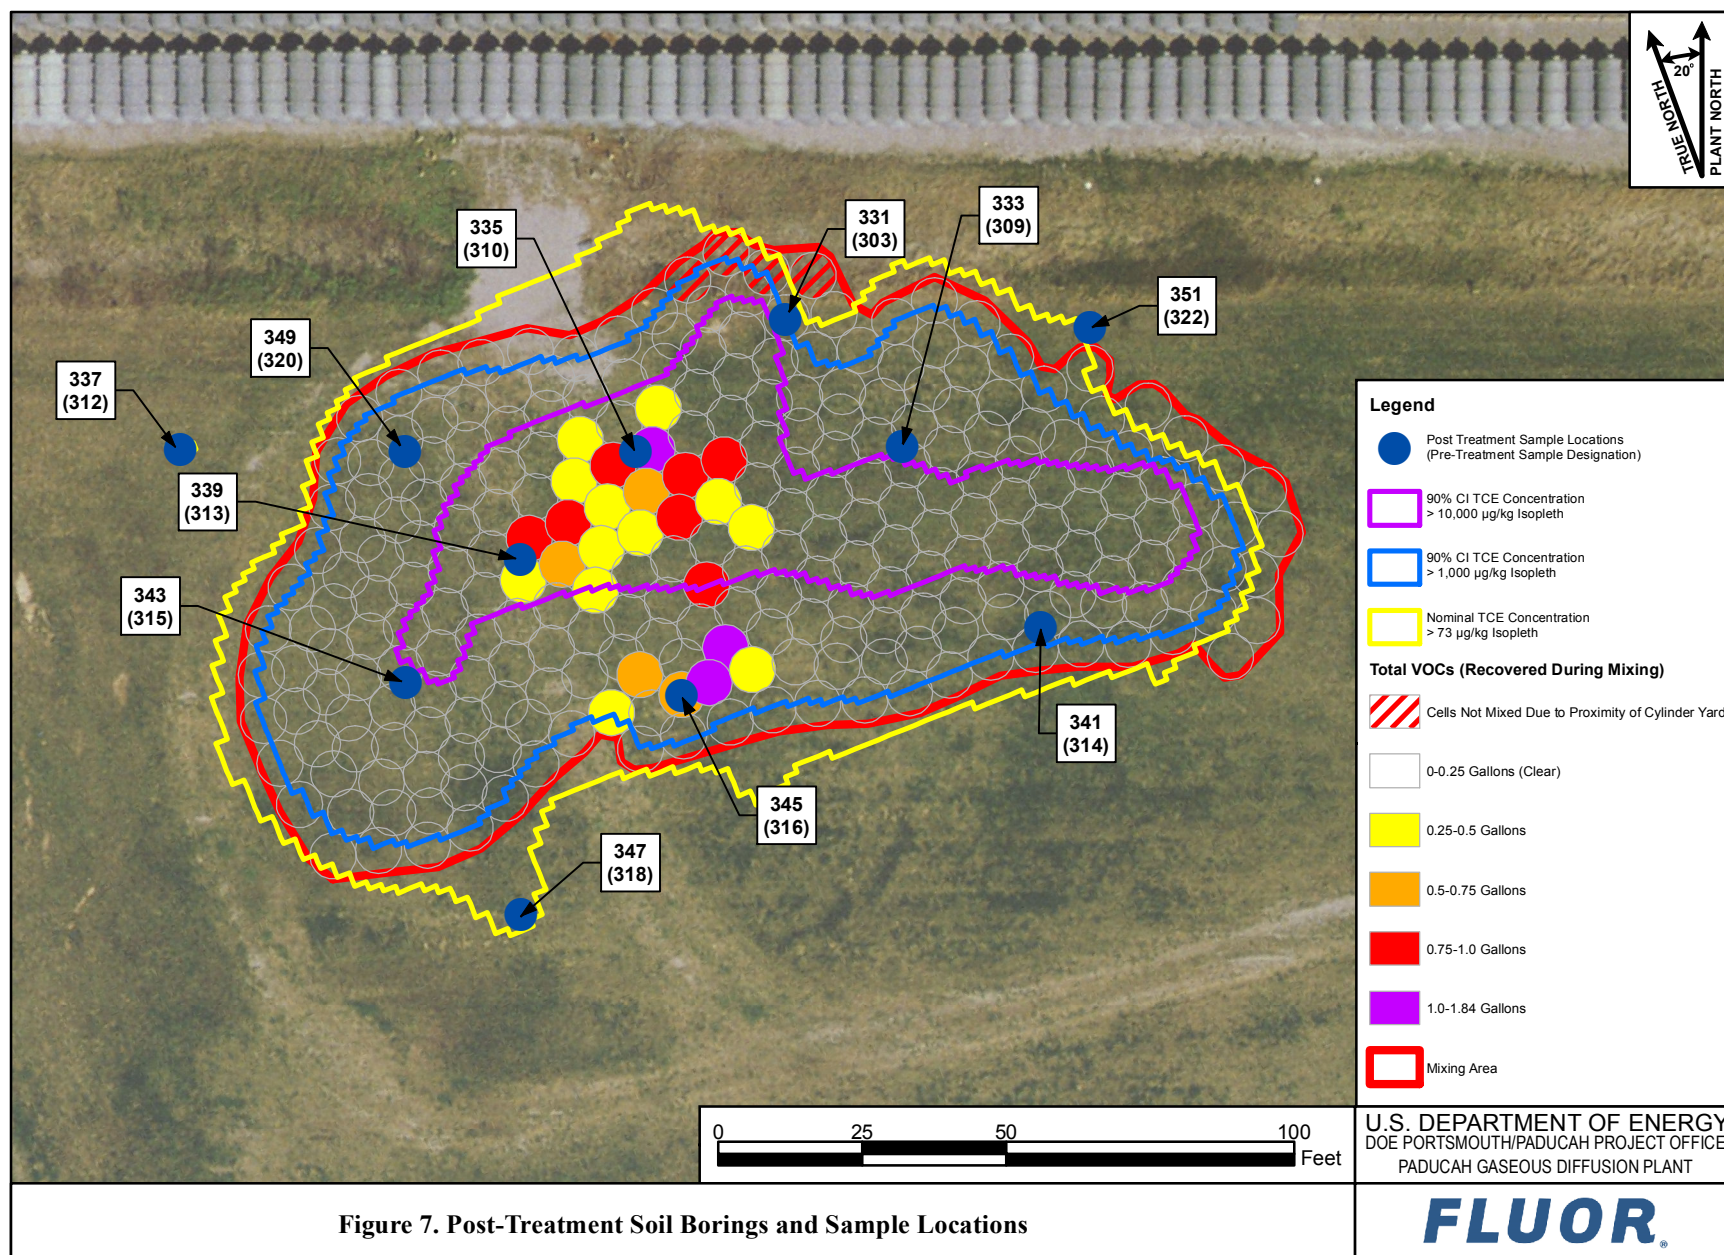 20°
TRUE NORTH
PLANT NORTH
335
(310)
331
(303)
333
(309)
351
(322)
349
(320)
337
(312)
339
(313)
343
(315)
341
(314)
345
(316)
347
(318)
Legend
Post Treatment Sample Locations
(Pre-Treatment Sample Designation)
90% CI TCE Concentration
> 10,000 µg/kg Isopleth
90% CI TCE Concentration
> 1,000 µg/kg Isopleth
Nominal TCE Concentration
> 73 µg/kg Isopleth
Total VOCs (Recovered During Mixing)
Cells Not Mixed Due to Proximity of Cylinder Yard
0-0.25 Gallons (Clear)
0.25-0.5 Gallons
0.5-0.75 Gallons
0.75-1.0 Gallons
1.0-1.84 Gallons
Mixing Area
0 25 50 100
Feet
U.S. DEPARTMENT OF ENERGY
DOE PORTSMOUTH/PADUCAH PROJECT OFFICE
PADUCAH GASEOUS DIFFUSION PLANT
Figure 7. Post-Treatment Soil Borings and Sample Locations
FLUOR®